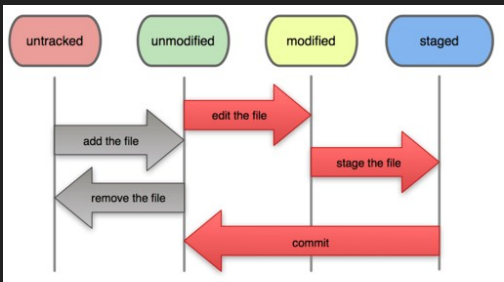 untracked
unmodified
modified
staged
edit the file
add the file
stage the file
remove the file
commit